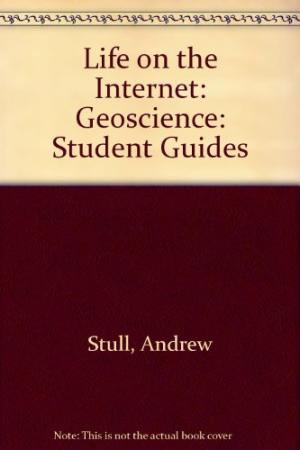 Life on the
Internet:
Geoscience:
Student Guides
Stull, Andrew
Note: This is not the actual book cover